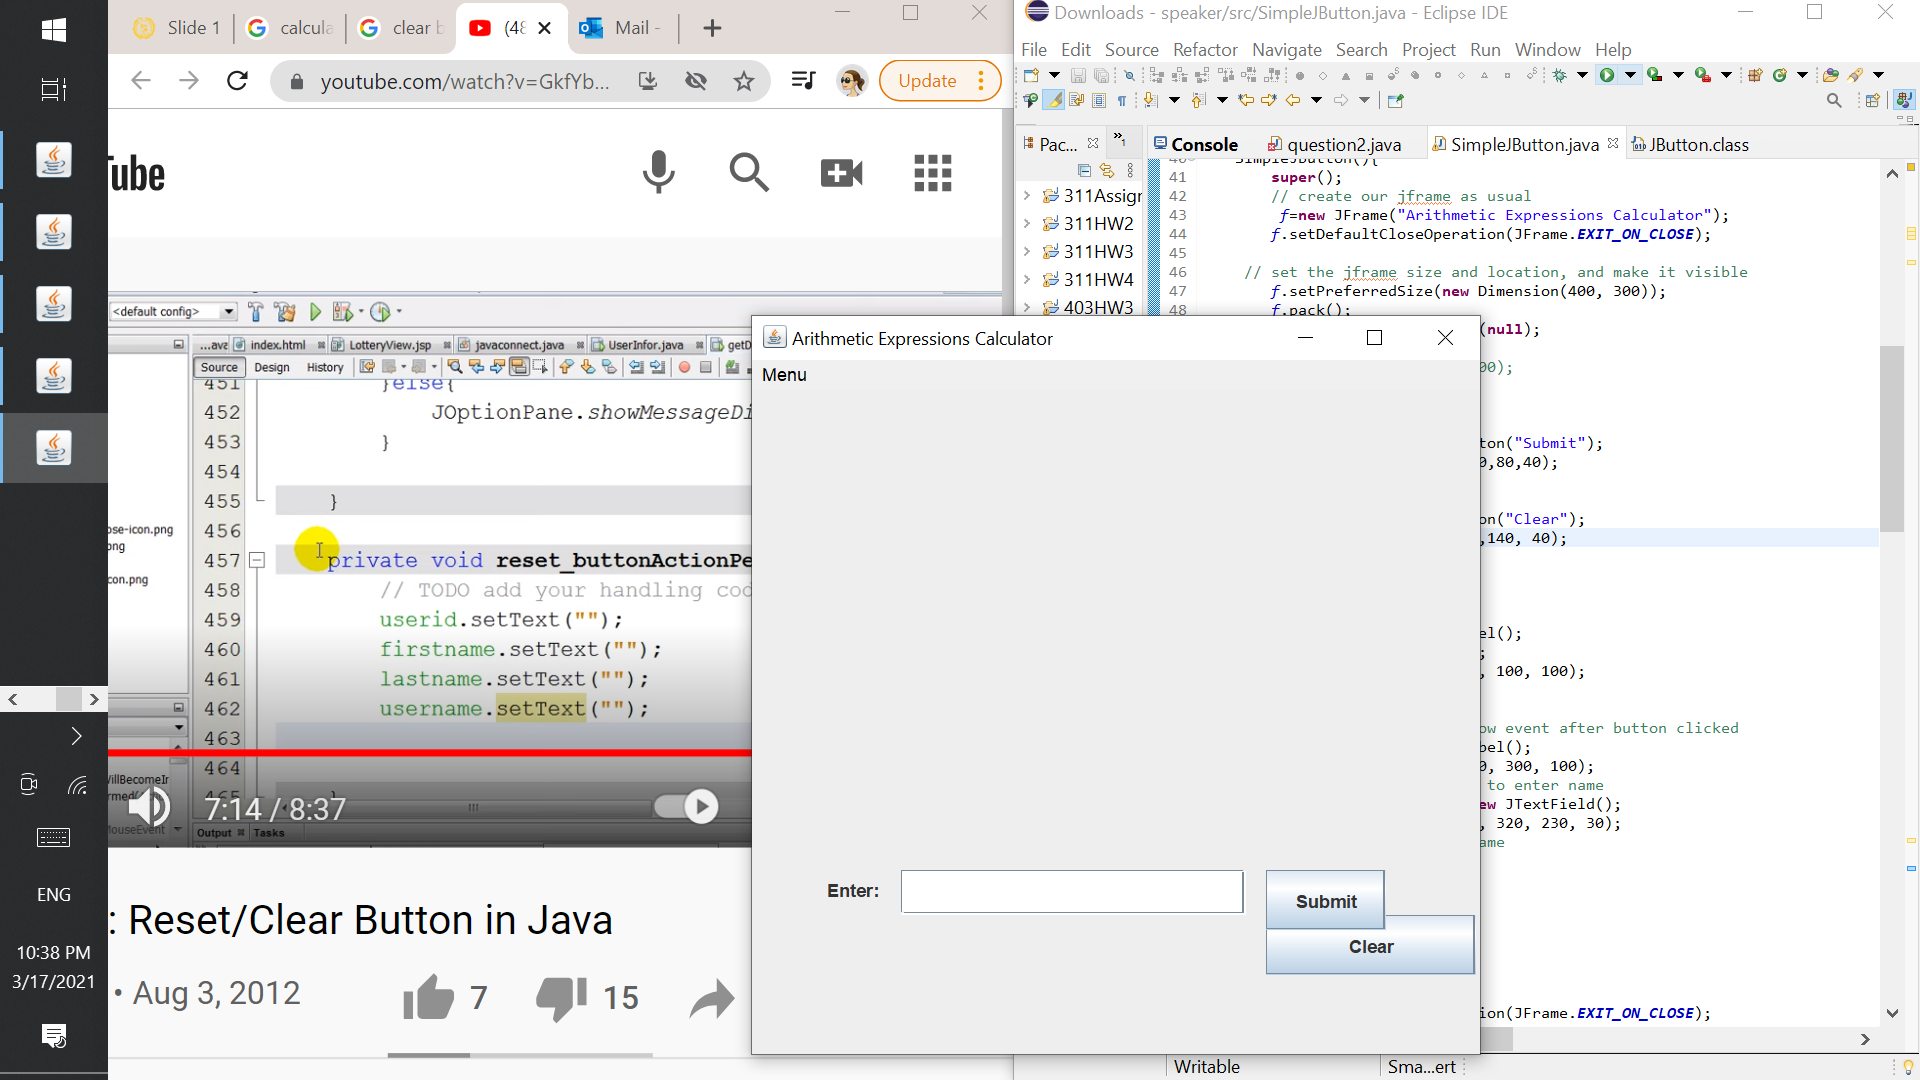 Slide 1
calcula
clear b
(48
Mail -
youtube.com/watch?v=GkfYb...
Update
Tube
<default config>
index.html
LotteryView.jsp
javaconnect.java
UserInfor.java
getD
Source
Design
History
451 }else{
452 JOptionPane.showMessageDi
453 }
454
455 }
456
457 private void reset_buttonActionPe
458 // TODO add your handling cod
459 userid.setText("");
460 firstname.setText("");
461 lastname.setText("");
462 username.setText("");
463
464
465
ose-icon.png
png
con.png
WillBecomeIr
MouseEvent
7:14 / 8:37
Output
Tasks
: Reset/Clear Button in Java
• Aug 3, 2012
7
15
ENG
10:38 PM
3/17/2021
Downloads - speaker/src/SimpleJButton.java - Eclipse IDE
File Edit Source Refactor Navigate Search Project Run Window Help
Pac...
Console
question2.java
SimpleJButton.java
JButton.class
311Assigr
311HW2
311HW3
311HW4
403HW3
40 SimpleJButton(){
41 super();
42 // create our jframe as usual
43 f=new JFrame("Arithmetic Expressions Calculator");
44 f.setDefaultCloseOperation(JFrame.EXIT_ON_CLOSE);
45
46 // set the jframe size and location, and make it visible
47 f.setPreferredSize(new Dimension(400, 300));
48 f.pack();
(null);
00);
ton("Submit");
0,80,40);
on("Clear");
,140, 40);
el();
;
, 100, 100);
ow event after button clicked
bel();
0, 300, 100);
to enter name
ew JTextField();
, 320, 230, 30);
ame
ion(JFrame.EXIT_ON_CLOSE);
Writable
Sma...ert
Arithmetic Expressions Calculator
Menu
Enter:
Submit
Clear